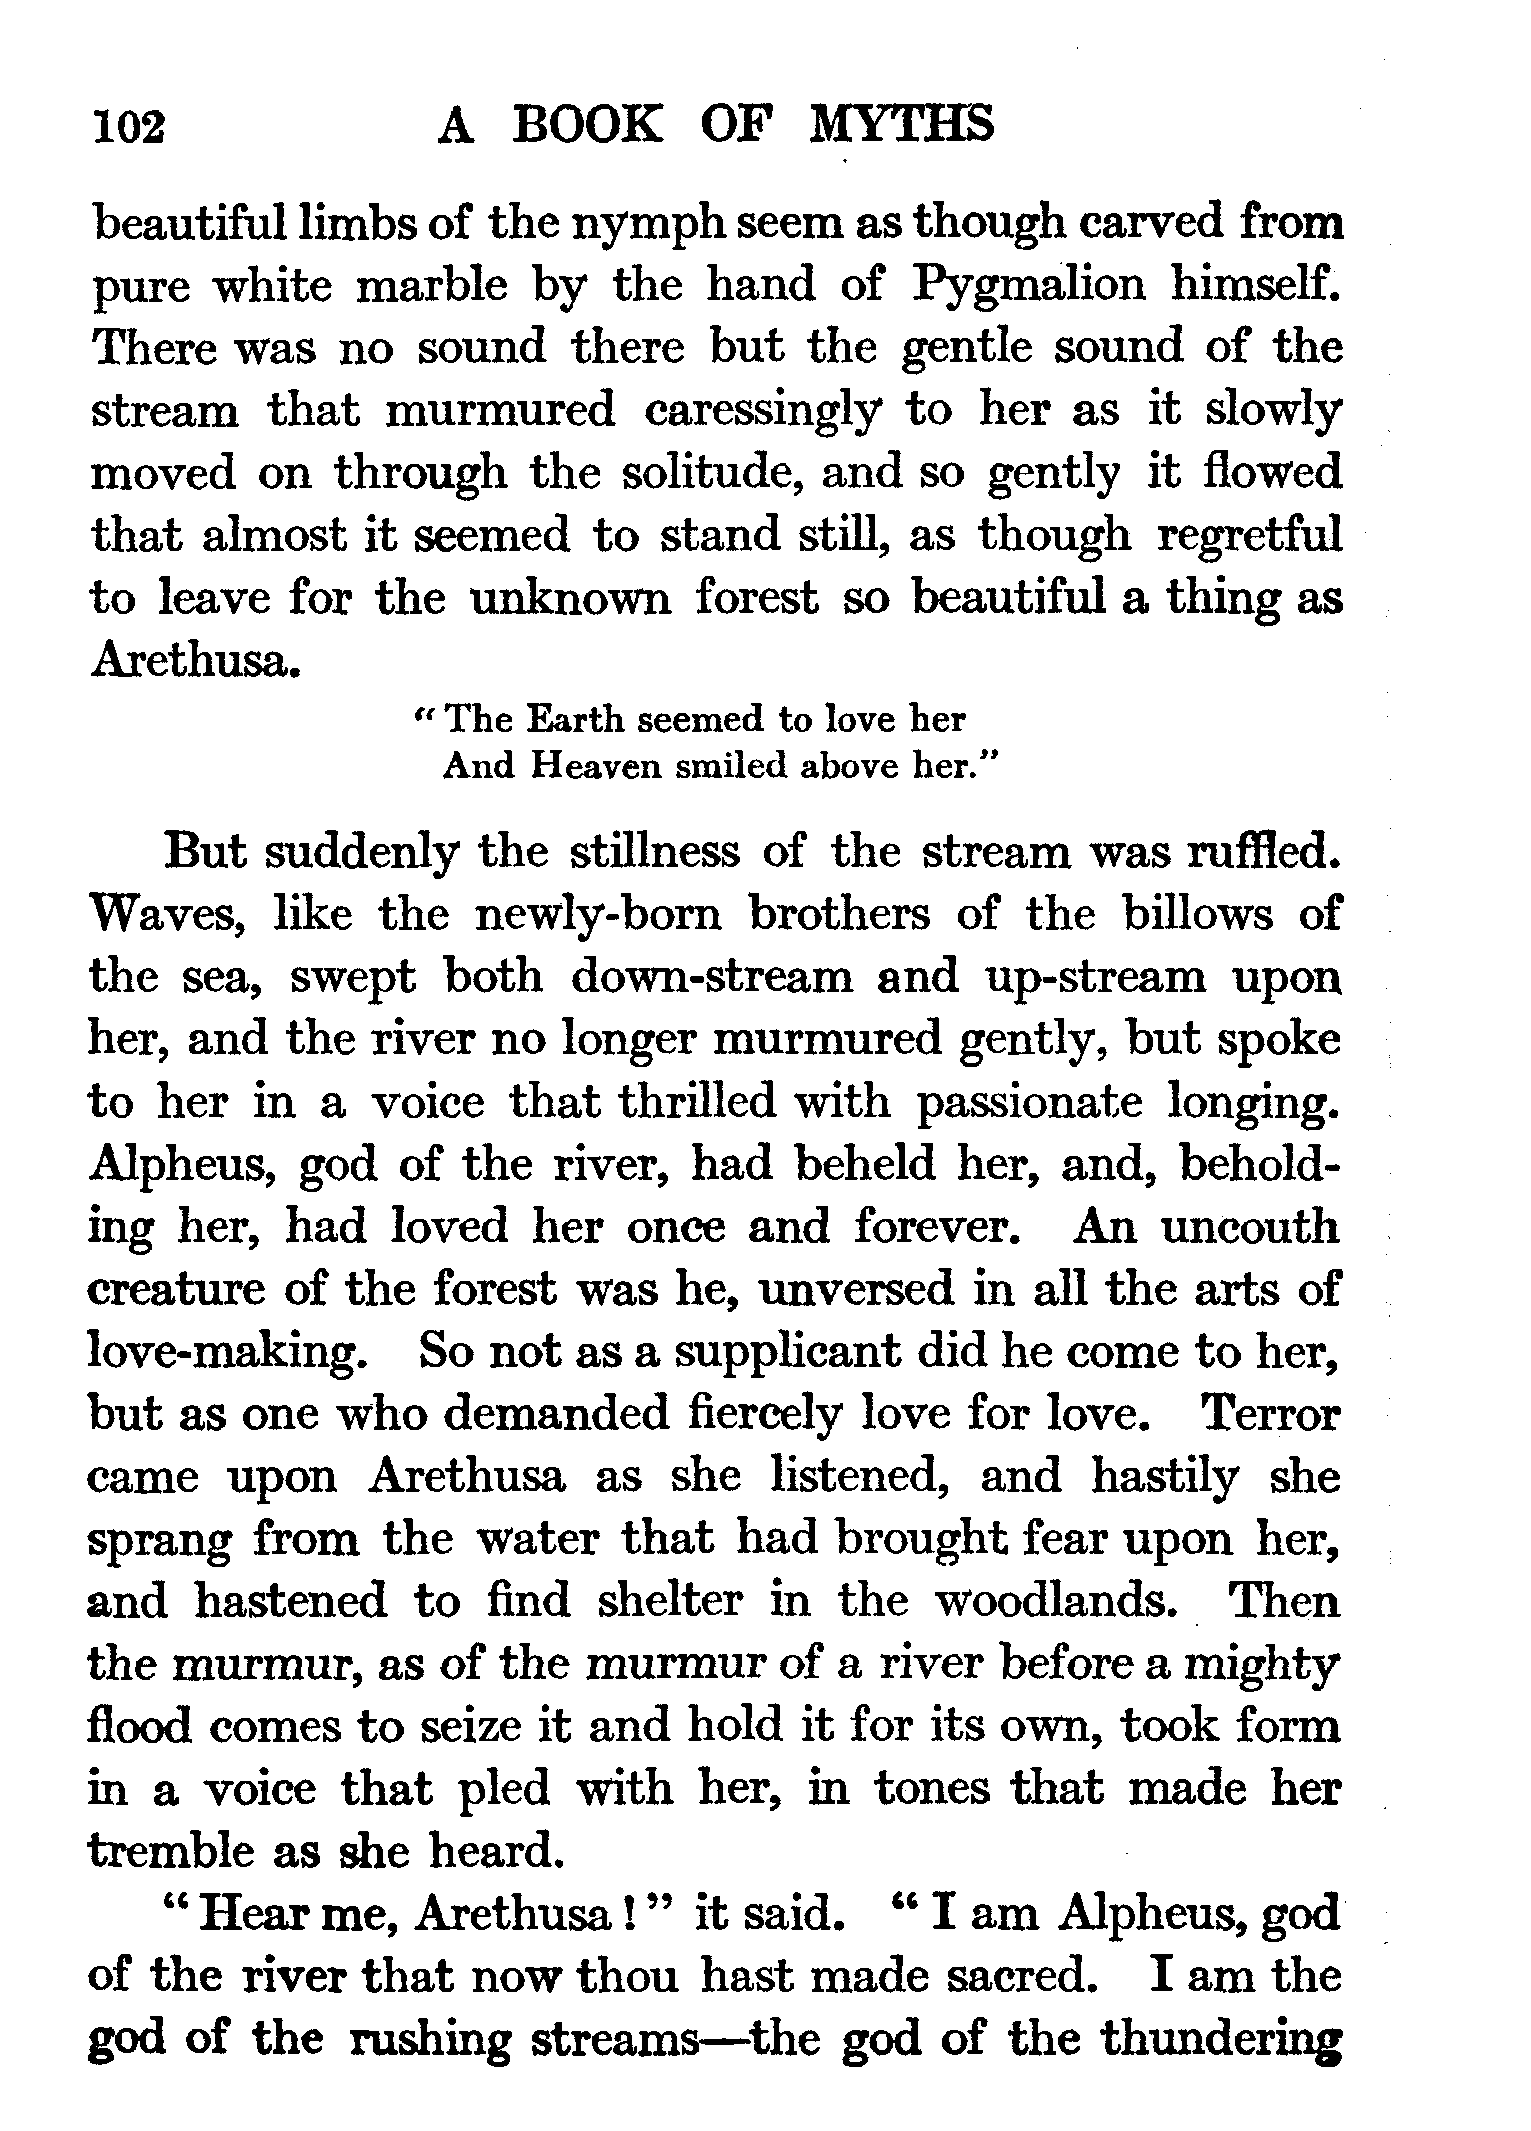 102 A BOOK OF MYTHS
beautiful limbs of the nymph seem as though carved from
pure white marble by the hand of Pygmalion himself.
There was no sound there but the gentle sound of the
stream that murmured caressingly to her as it slowly
moved on through the solitude, and so gently it flowed
that almost it seemed to stand still, as though regretful
to leave for the unknown forest so beautiful a thing as
Arethusa.
“The Earth seemed to love her
And Heaven smiled above her.”
But suddenly the stillness of the stream was ruffled.
Waves, like the newly-born brothers of the billows of
the sea, swept both down-stream and up-stream upon
her, and the river no longer murmured gently, but spoke
to her in a voice that thrilled with passionate longing.
Alpheus, god of the river, had beheld her, and, behold-
ing her, had loved her once and forever. An uncouth
creature of the forest was he, unversed in all the arts of
love-making. So not as a supplicant did he come to her,
but as one who demanded fiercely love for love. Terror
came upon Arethusa as she listened, and hastily she
sprang from the water that had brought fear upon her,
and hastened to find shelter in the woodlands. Then
the murmur, as of the murmur of a river before a mighty
flood comes to seize it and hold it for its own, took form
in a voice that pled with her, in tones that made her
tremble as she heard.
“Hear me, Arethusa!” it said. “I am Alpheus, god
of the river that now thou hast made sacred. I am the
god of the rushing streams—the god of the thundering